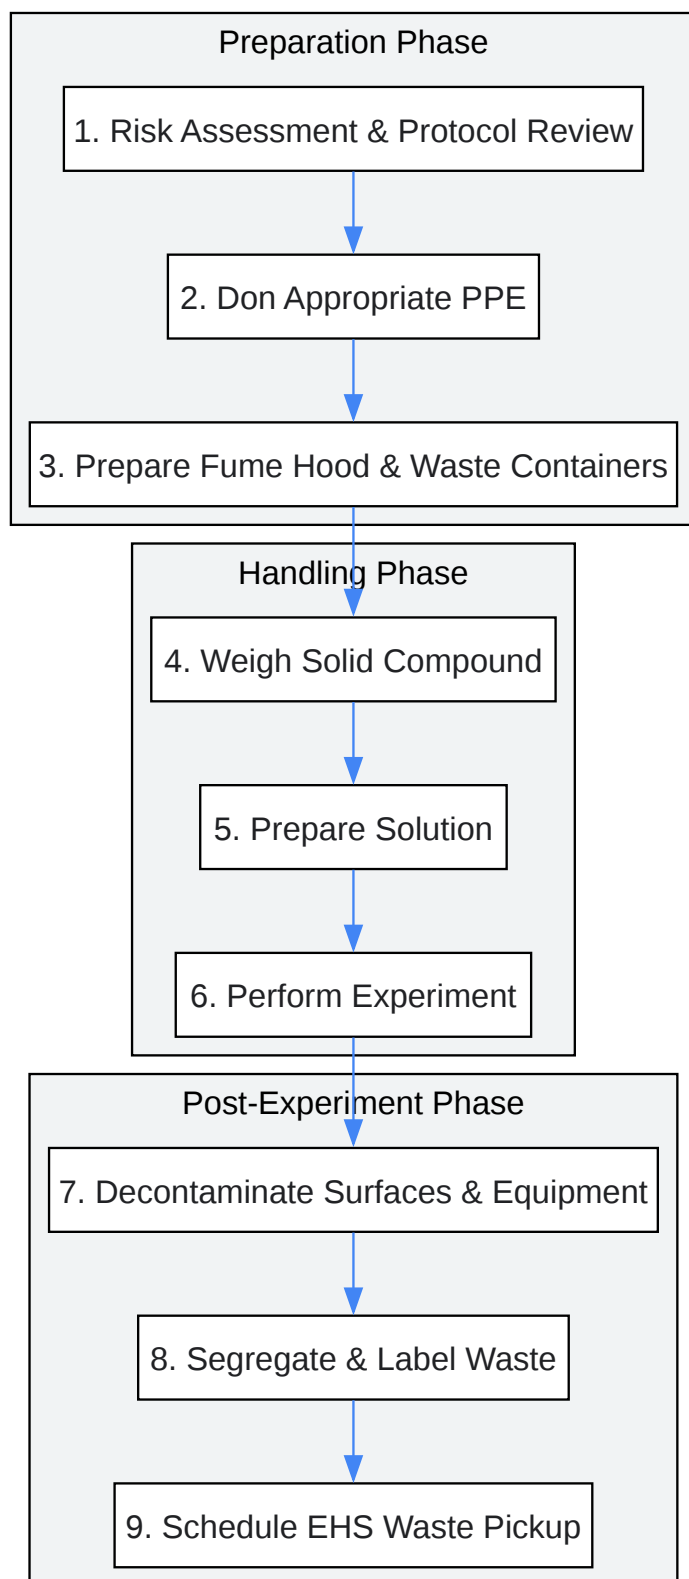 Preparation Phase
1. Risk Assessment & Protocol Review
2. Don Appropriate PPE
3. Prepare Fume Hood & Waste Containers
Handling Phase
4. Weigh Solid Compound
5. Prepare Solution
6. Perform Experiment
Post-Experiment Phase
7. Decontaminate Surfaces & Equipment
8. Segregate & Label Waste
9. Schedule EHS Waste Pickup